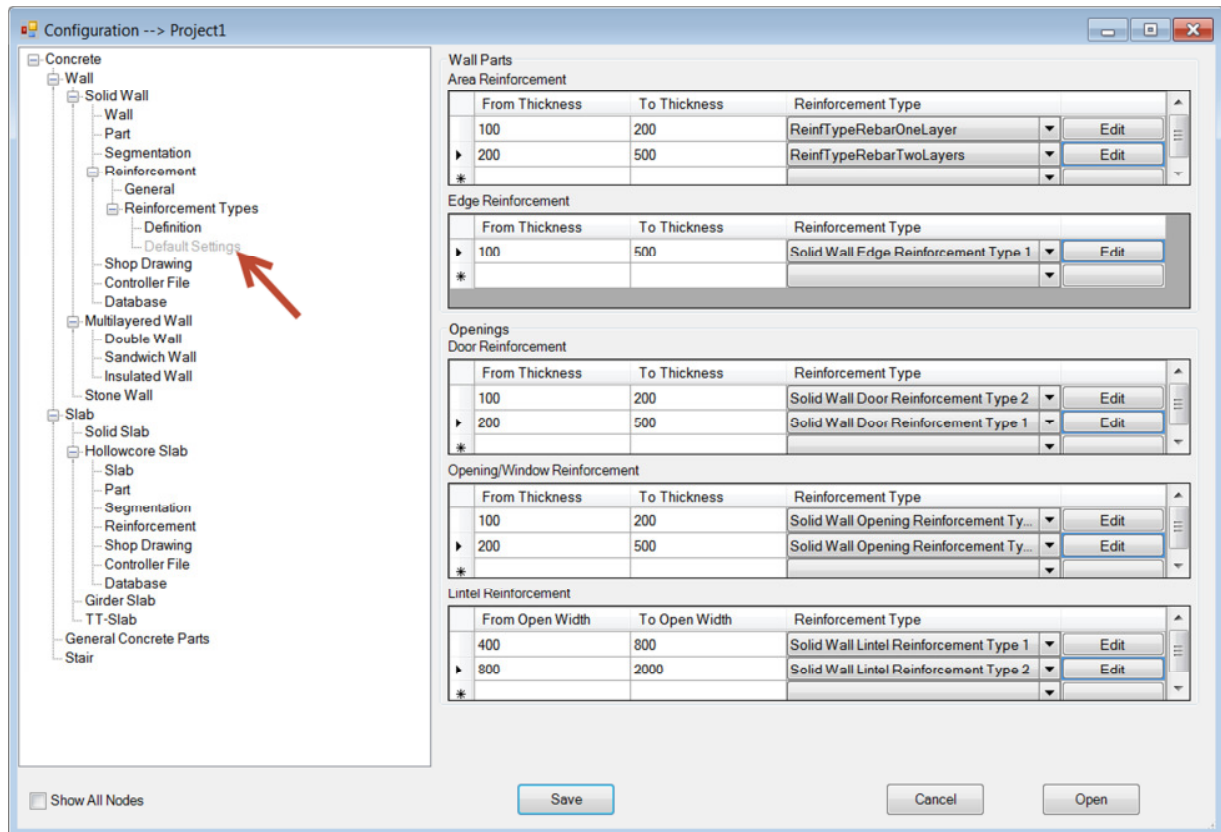 Configuration --> Project1
Concrete
Wall
Solid Wall
Wall
Part
Segmentation
Reinforcement
General
Reinforcement Types
Definition
Default Settings
Shop Drawing
Controller File
Database
Multilayered Wall
Double Wall
Sandwich Wall
Insulated Wall
Stone Wall
Slab
Solid Slab
Hollowcore Slab
Slab
Part
Segmentation
Reinforcement
Shop Drawing
Controller File
Database
Girder Slab
TT-Slab
General Concrete Parts
Stair
Wall Parts
Area Reinforcement
From Thickness To Thickness Reinforcement Type
100 200 ReinfTypeRebarOneLayer Edit
200 500 ReinfTypeRebarTwoLayers Edit
Edge Reinforcement
From Thickness To Thickness Reinforcement Type
100 500 Solid Wall Edge Reinforcement Type 1 Edit
Openings
Door Reinforcement
From Thickness To Thickness Reinforcement Type
100 200 Solid Wall Door Reinforcement Type 2 Edit
200 500 Solid Wall Door Reinforcement Type 1 Edit
Opening/Window Reinforcement
From Thickness To Thickness Reinforcement Type
100 200 Solid Wall Opening Reinforcement Ty... Edit
200 500 Solid Wall Opening Reinforcement Ty... Edit
Lintel Reinforcement
From Open Width To Open Width Reinforcement Type
400 800 Solid Wall Lintel Reinforcement Type 1 Edit
800 2000 Solid Wall Lintel Reinforcement Type 2 Edit
Show All Nodes Save Cancel Open